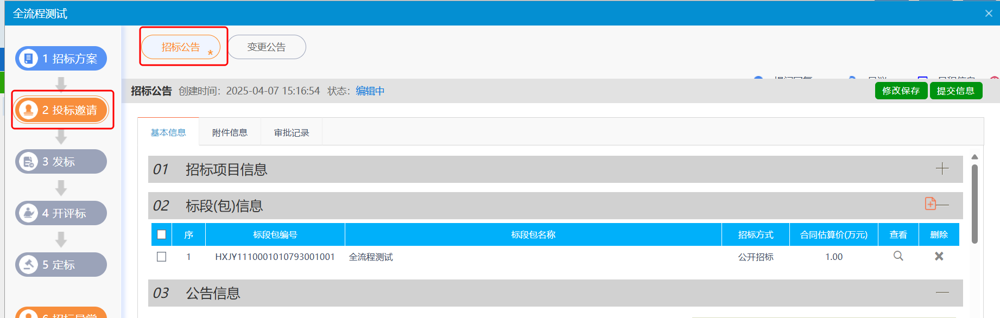 全流程测试
1 招标方案
2 投标邀请
3 发标
4 开评标
5 定标
招标公告 *
变更公告
招标公告 创建时间：2025-04-07 15:16:54 状态：编辑中
修改保存 提交信息
基本信息 附件信息 审批记录
01 招标项目信息
02 标段(包)信息
序 标段包编号 标段包名称 招标方式 合同估算价(万元) 查看 删除
1 HXJY1110001010793001001 全流程测试 公开招标 1.00
03 公告信息